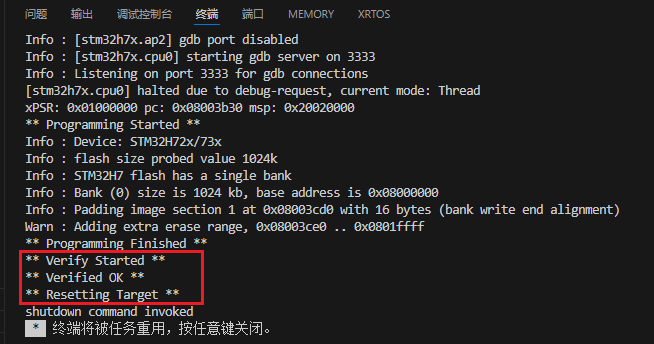 问题 输出 调试控制台 终端 端口 MEMORY XRTOS
Info : [stm32h7x.ap2] gdb port disabled
Info : [stm32h7x.cpu0] starting gdb server on 3333
Info : Listening on port 3333 for gdb connections
[stm32h7x.cpu0] halted due to debug-request, current mode: Thread
xPSR: 0x01000000 pc: 0x08003b30 msp: 0x20020000
** Programming Started **
Info : Device: STM32H72x/73x
Info : flash size probed value 1024k
Info : STM32H7 flash has a single bank
Info : Bank (0) size is 1024 kb, base address is 0x08000000
Info : Padding image section 1 at 0x08003cd0 with 16 bytes (bank write end alignment)
Warn : Adding extra erase range, 0x08003ce0 .. 0x0801ffff
** Programming Finished **
** Verify Started **
** Verified OK **
** Resetting Target **
shutdown command invoked
* 终端将被任务重用，按任意键关闭。